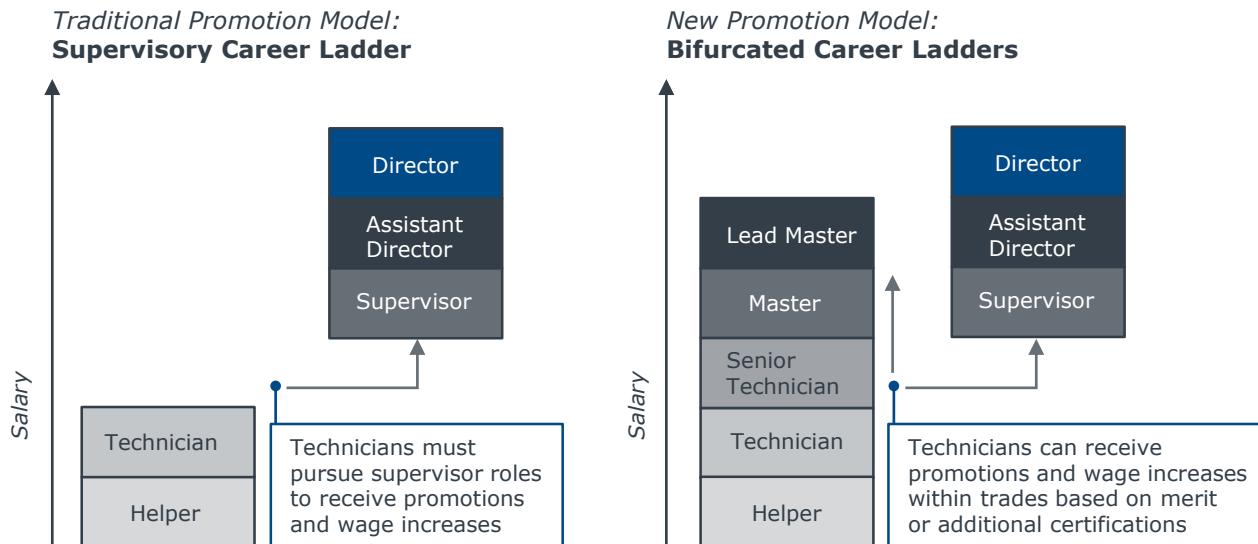 Traditional Promotion Model:
Supervisory Career Ladder
Salary
Director
Assistant
Director
Supervisor
Technician
Helper
Technicians must
pursue supervisor roles
to receive promotions
and wage increases
New Promotion Model:
Bifurcated Career Ladders
Salary
Lead Master
Master
Senior
Technician
Technician
Helper
Director
Assistant
Director
Supervisor
Technicians can receive
promotions and wage increases
within trades based on merit
or additional certifications